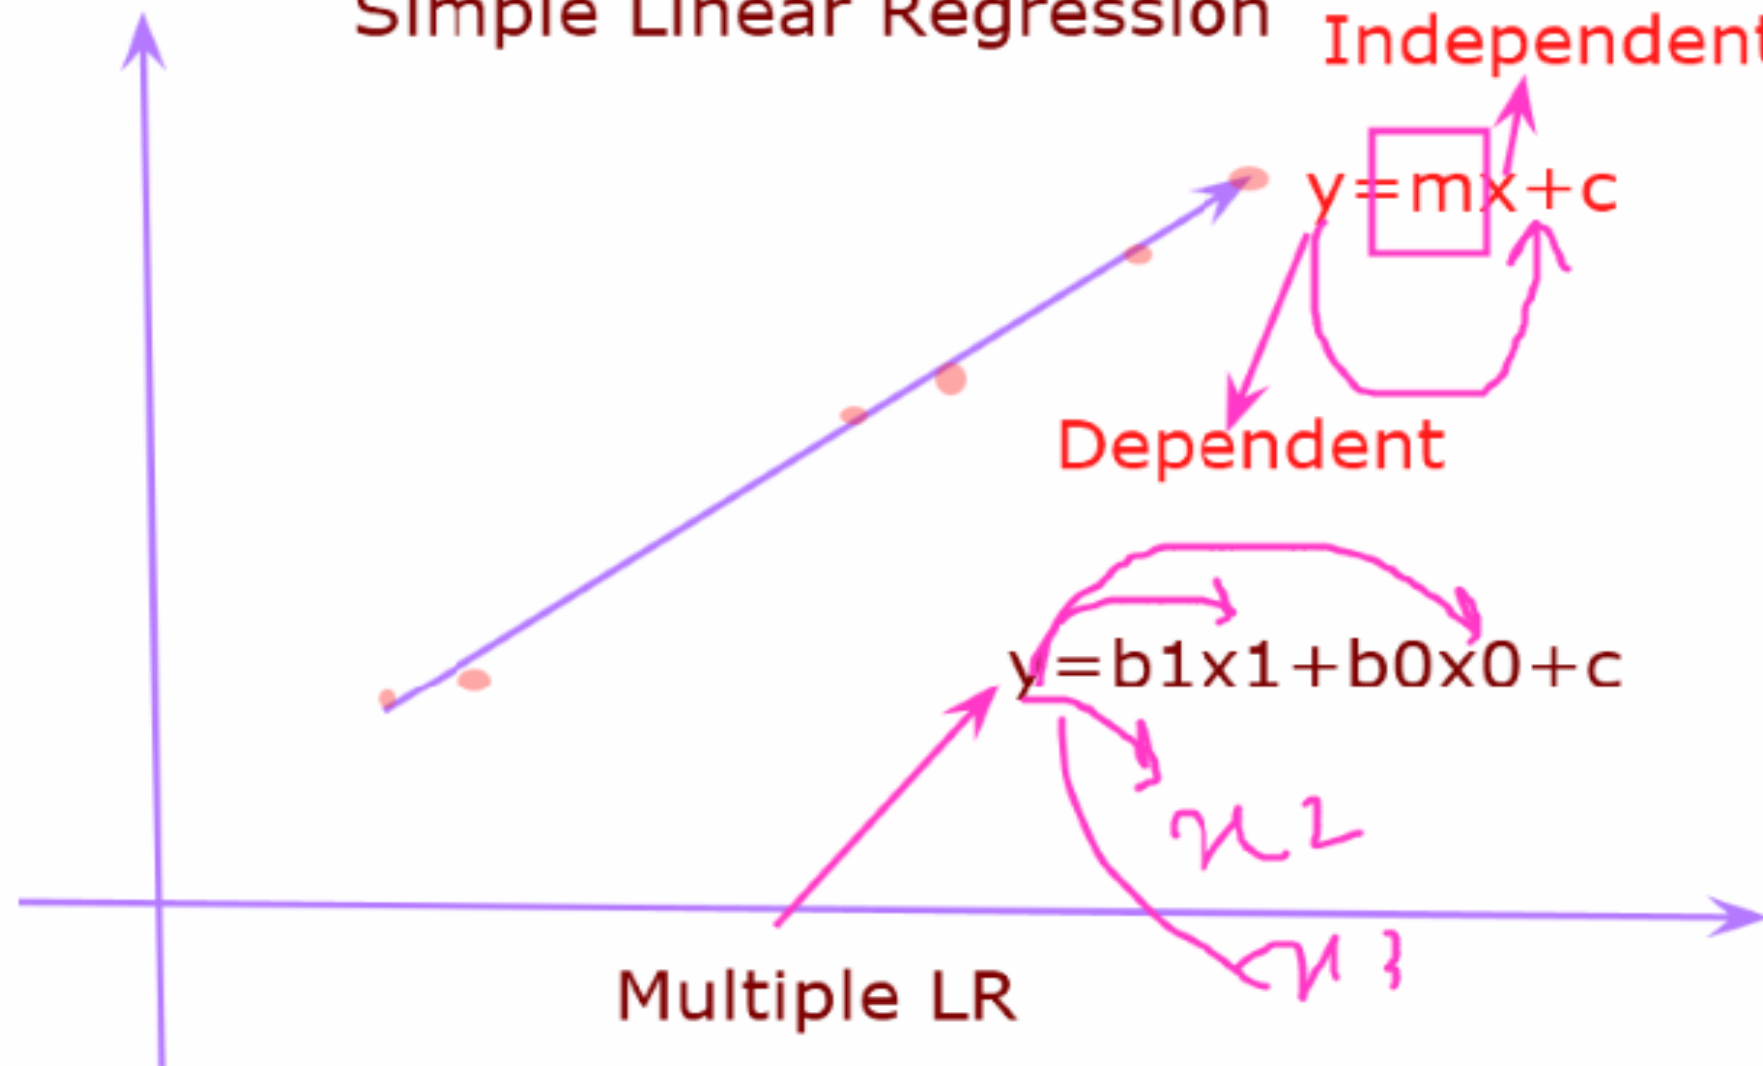 Simple Linear Regression
Independent
y=mx+c
Dependent
y=b1x1+b0x0+c
x2
x3
Multiple LR